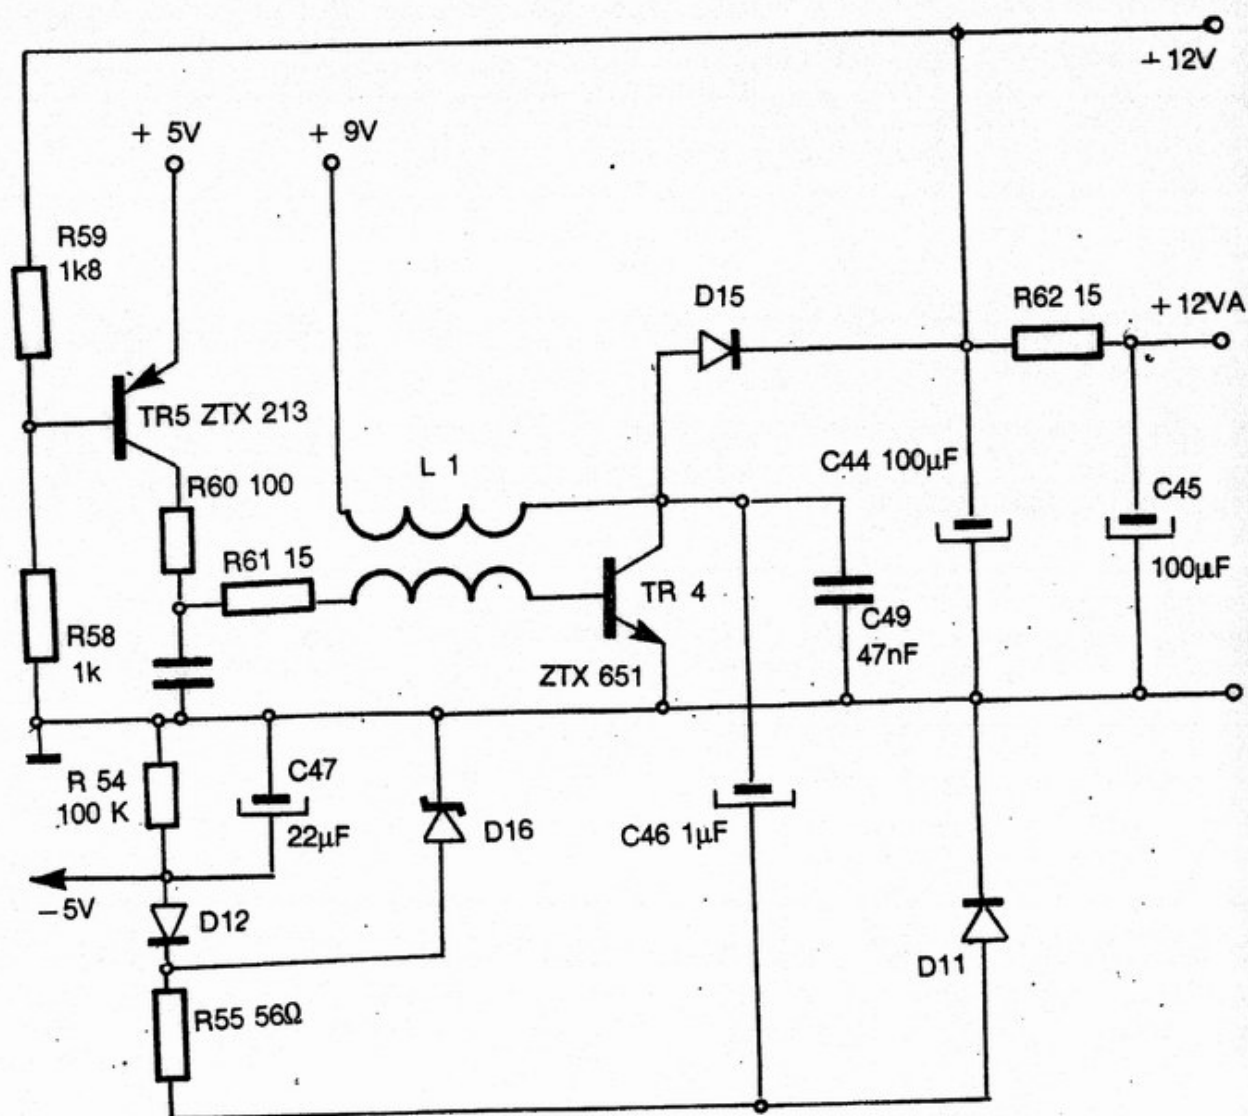 +12V
+ 5V
+ 9V
R59
1k8
D15
R62 15
+12VA
TR5 ZTX 213
L 1
C44 100µF
R60 100
C45
R61 15
100µF
TR 4
C49
47nF
R58
1k
ZTX 651
R 54
100 K
C47
22µF
D16
C46 1µF
−5V
D12
D11
R55 56Ω